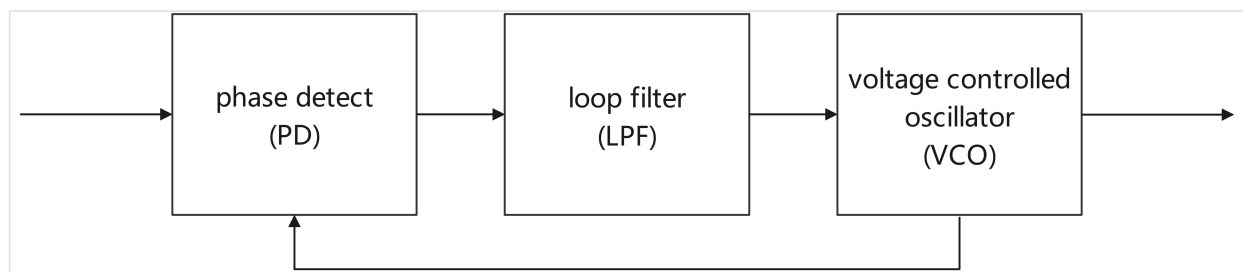 phase detect
(PD)
loop filter
(LPF)
voltage controlled
oscillator
(VCO)